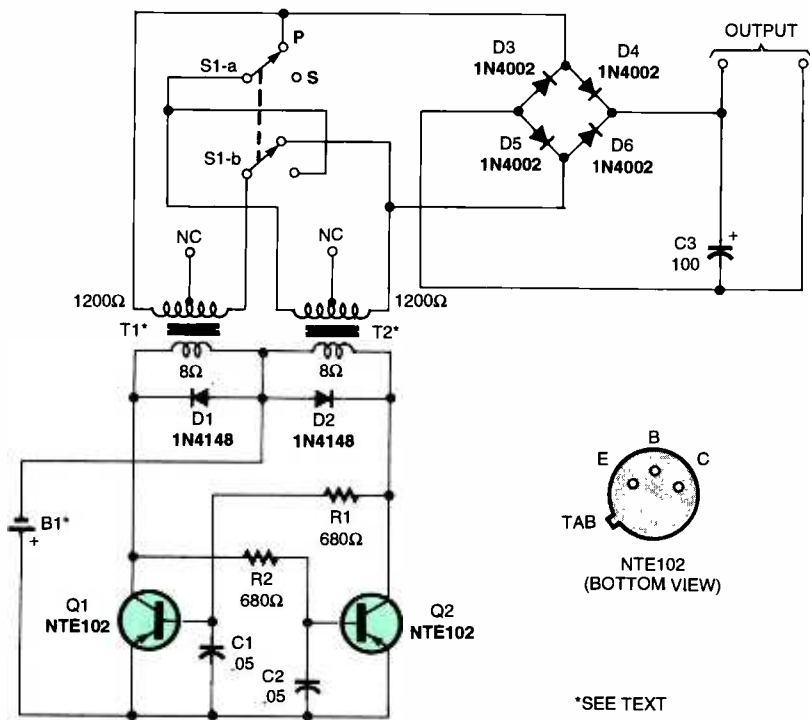 OUTPUT
P
S1-a
S
D3
1N4002
D4
1N4002
S1-b
D5
1N4002
D6
1N4002
NC
NC
C3
100
+
1200Ω
1200Ω
T1*
T2*
8Ω
8Ω
D1
1N4148
D2
1N4148
B1*
+
R1
680Ω
R2
680Ω
Q1
NTE102
Q2
NTE102
C1
.05
C2
.05
B
E
C
TAB
NTE102
(BOTTOM VIEW)
*SEE TEXT